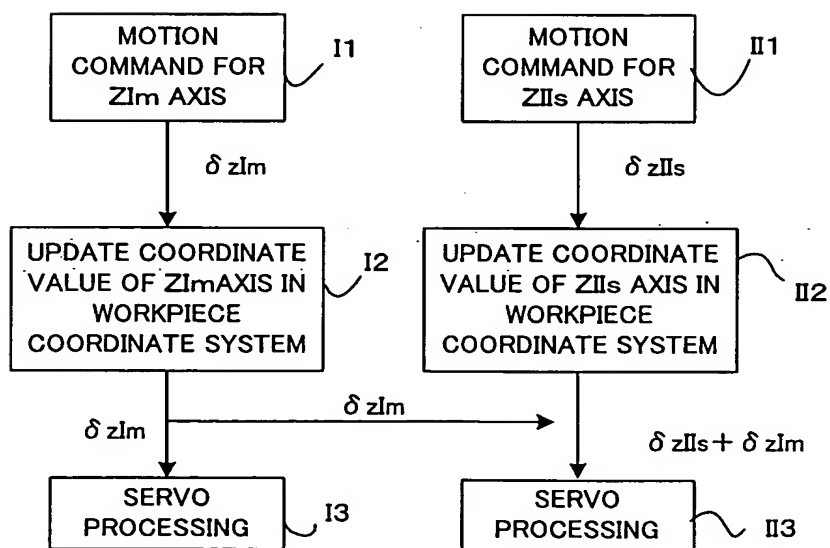 MOTION
COMMAND FOR
ZIm AXIS
I1
MOTION
COMMAND FOR
ZIIs AXIS
II1
δ zIm
δ zIIs
UPDATE COORDINATE
VALUE OF ZImAXIS IN
WORKPIECE
COORDINATE SYSTEM
I2
UPDATE COORDINATE
VALUE OF ZIIs AXIS IN
WORKPIECE
COORDINATE SYSTEM
II2
δ zIm
δ zIm
δ zIIs+ δ zIm
SERVO
PROCESSING
I3
SERVO
PROCESSING
II3